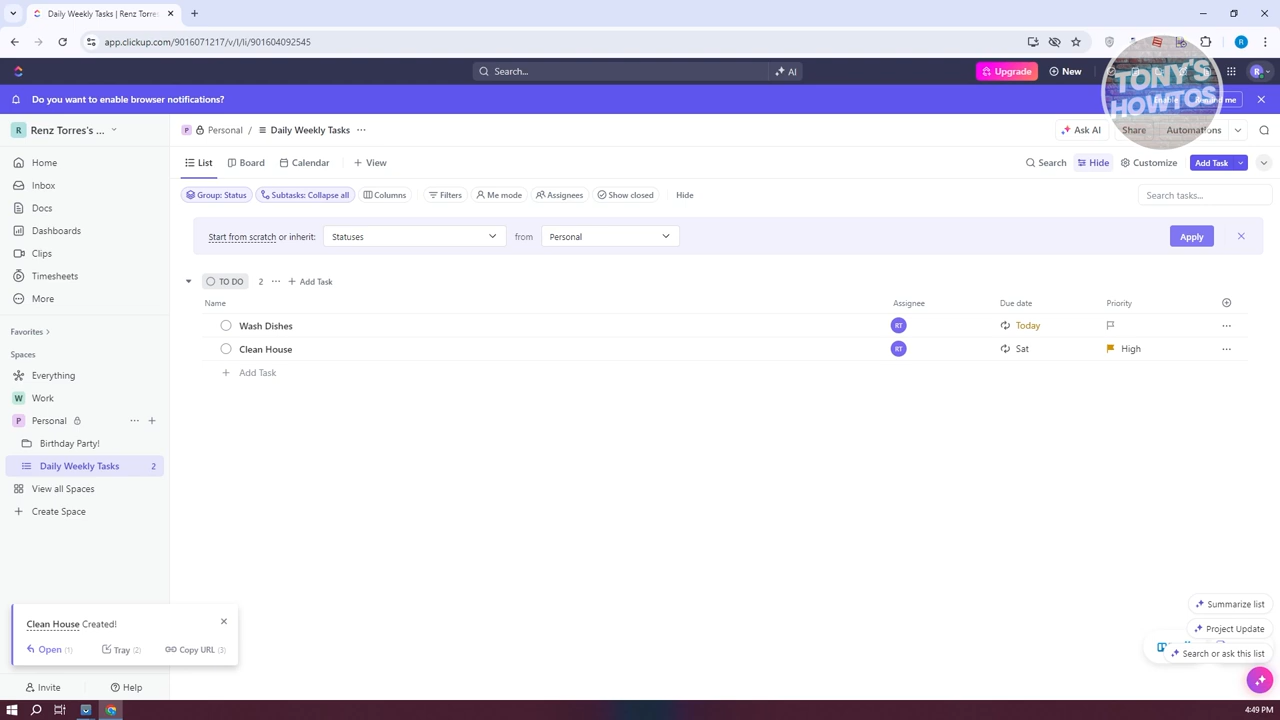 Daily Weekly Tasks | Renz Torres
app.clickup.com/9016071217/v/l/li/901604092545
R
Search...
AI
Upgrade
New
R
TONY'S
HOWTOS
Do you want to enable browser notifications?
Enable
Remind me
R Renz Torres's ...
P Personal / Daily Weekly Tasks
Ask AI
Share
Automations
Home
Inbox
Docs
Dashboards
Clips
Timesheets
More
Favorites
Spaces
Everything
W Work
P Personal
Birthday Party!
Daily Weekly Tasks 2
View all Spaces
Create Space
List
Board
Calendar
View
Search
Hide
Customize
Add Task
Group: Status
Subtasks: Collapse all
Columns
Filters
Me mode
Assignees
Show closed
Hide
Search tasks...
Start from scratch or inherit: Statuses from Personal
Apply
TO DO 2 ... Add Task
Name Assignee Due date Priority
Wash Dishes RT Today
Clean House RT Sat High
Add Task
Clean House Created!
Open (1) Tray (2) Copy URL (3)
Summarize list
Project Update
Search or ask this list
Invite
Help
4:49 PM